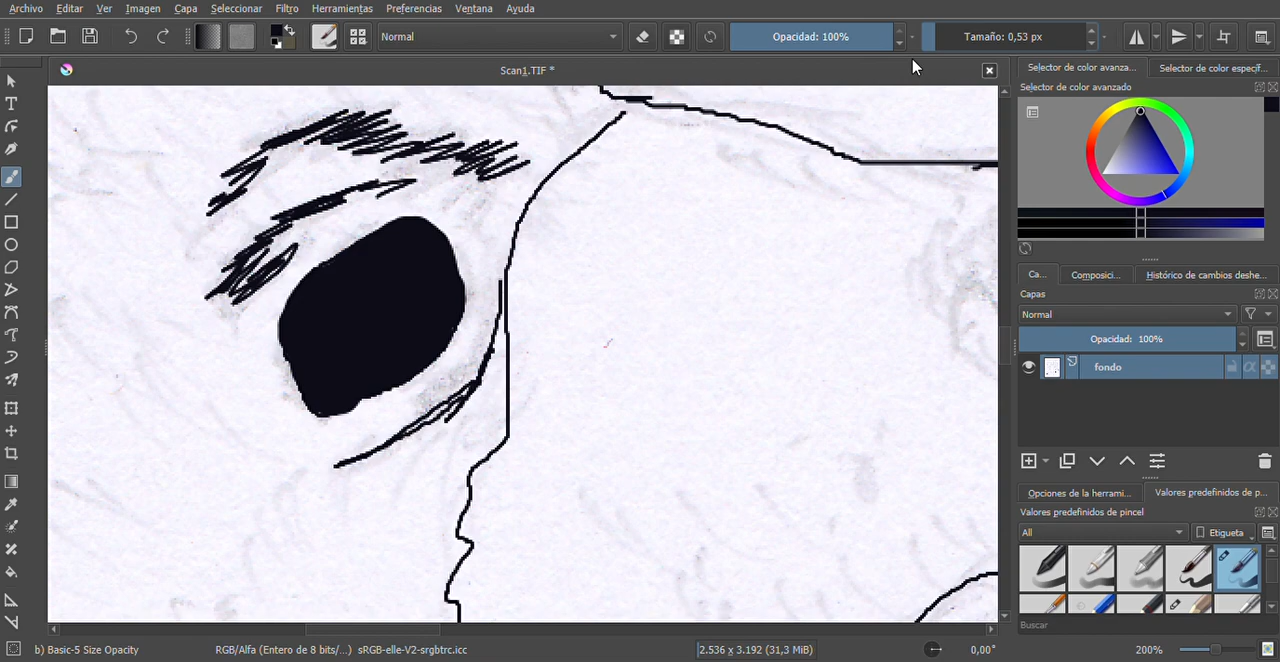 Archivo Editar Ver Imagen Capa Seleccionar Filtro Herramientas Preferencias Ventana Ayuda
Normal Opacidad: 100% Tamaño: 0,53 px
Scan1.TIF *
Selector de color avanza... Selector de color específ...
Selector de color avanzado
Ca... Composici... Histórico de cambios deshe...
Capas
Normal
Opacidad: 100%
fondo
Opciones de la herrami... Valores predefinidos de p...
Valores predefinidos de pincel
All Etiqueta
Buscar
b) Basic-5 Size Opacity RGB/Alfa (Entero de 8 bits/...) sRGB-elle-V2-srgbtrc.icc 2.536 x 3.192 (31,3 MiB) 0,00° 200%